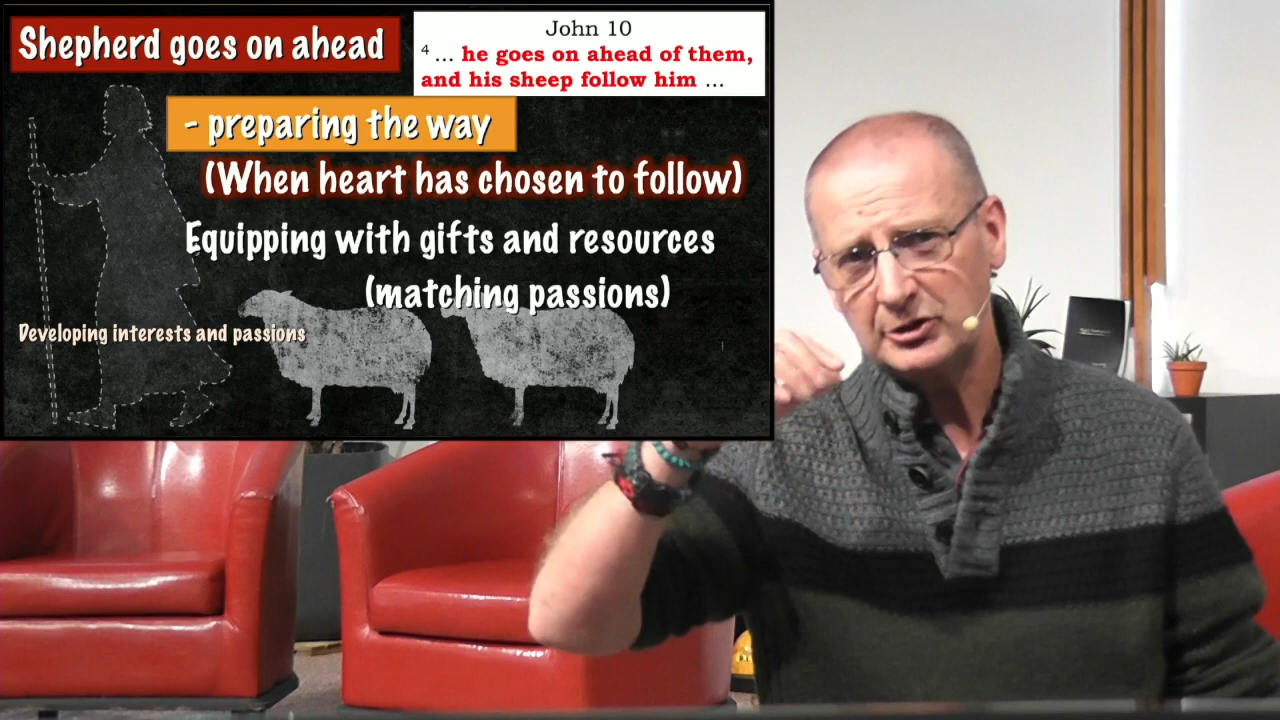 Shepherd goes on ahead
John 10
4 ... he goes on ahead of them,
and his sheep follow him ...
- preparing the way
(When heart has chosen to follow)
Equipping with gifts and resources
(matching passions)
Developing interests and passions